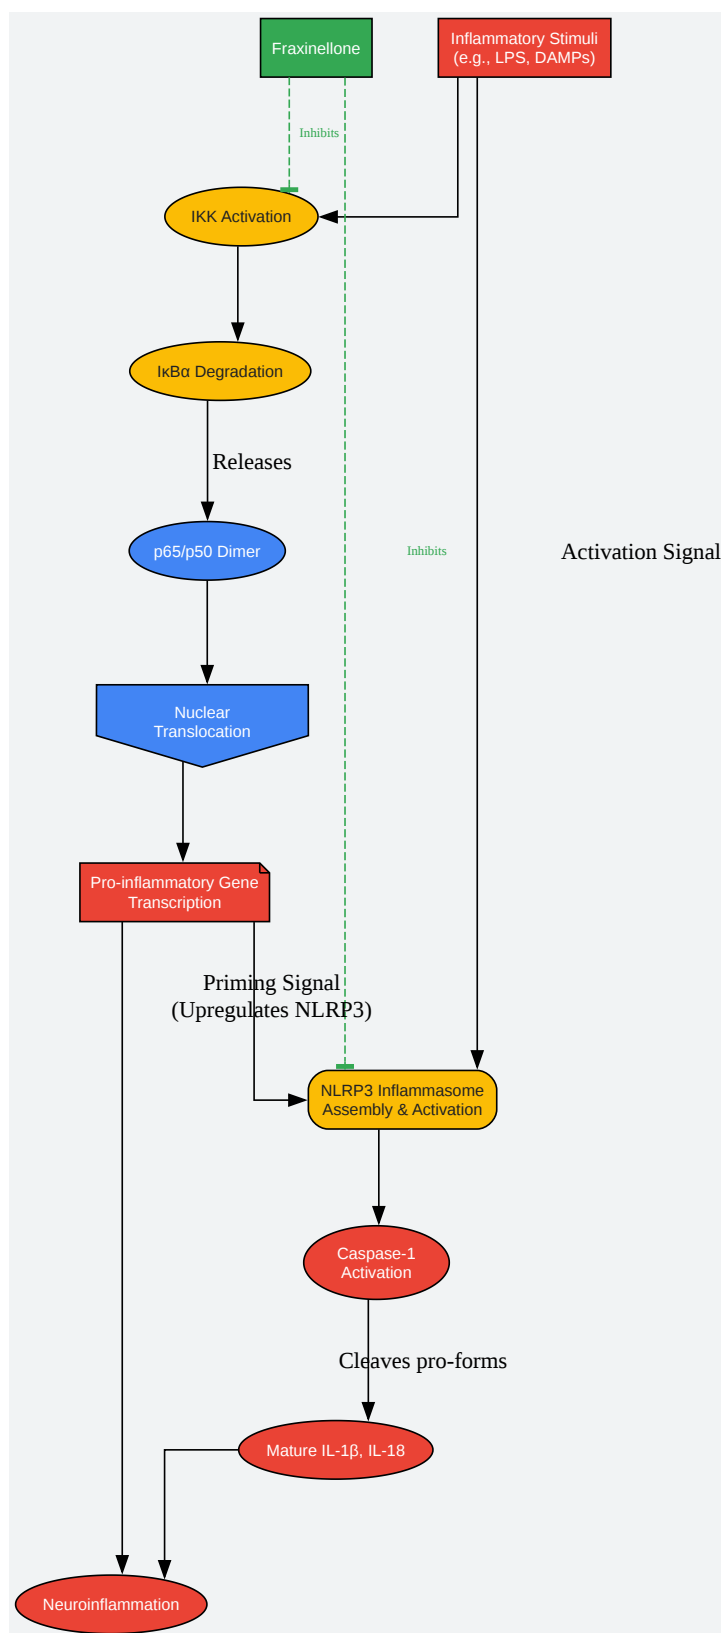 Fraxinellone
Inflammatory Stimuli
(e.g., LPS, DAMPs)
Inhibits
IKK Activation
IκBα Degradation
Releases
p65/p50 Dimer
Inhibits
Activation Signal
Nuclear
Translocation
Pro-inflammatory Gene
Transcription
Priming Signal
(Upregulates NLRP3)
NLRP3 Inflammasome
Assembly & Activation
Caspase-1
Activation
Cleaves pro-forms
Mature IL-1β, IL-18
Neuroinflammation